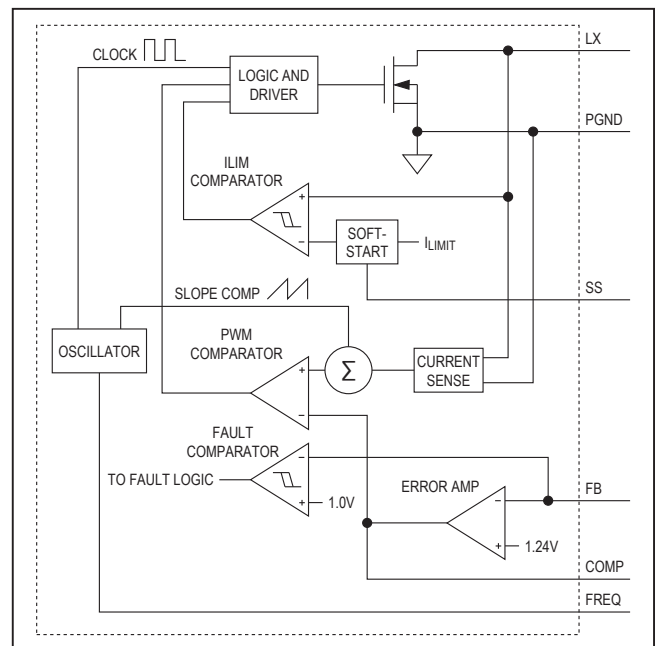 CLOCK
LX
LOGIC AND
DRIVER
PGND
ILIM
COMPARATOR
+
−
SOFT-
START
ILIMIT
SS
SLOPE COMP
OSCILLATOR
PWM
COMPARATOR
+
−
Σ
CURRENT
SENSE
FAULT
COMPARATOR
−
TO FAULT LOGIC
+
1.0V
ERROR AMP
−
FB
+
1.24V
COMP
FREQ